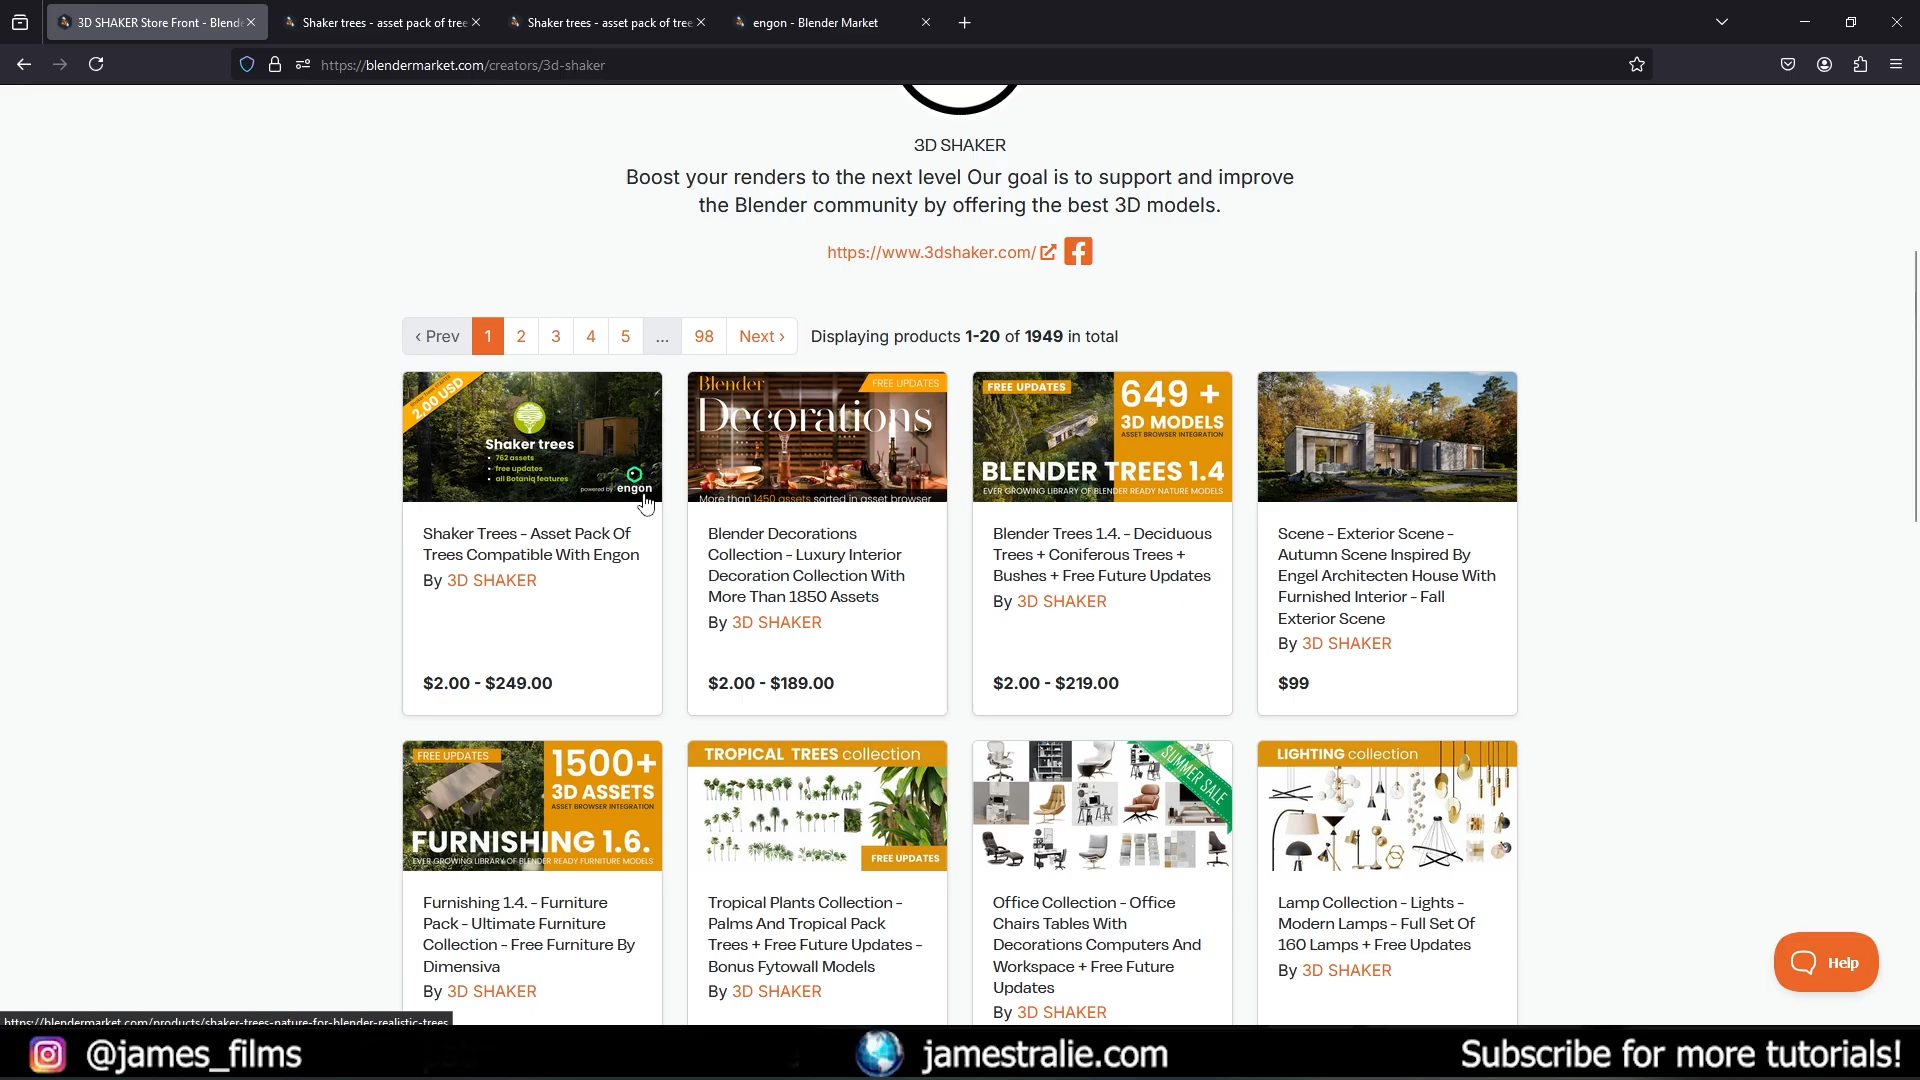 3D SHAKER Store Front - Blende
Shaker trees - asset pack of tree
Shaker trees - asset pack of tree
engon - Blender Market
https://blendermarket.com/creators/3d-shaker
3D SHAKER
Boost your renders to the next level Our goal is to support and improve
the Blender community by offering the best 3D models.
https://www.3dshaker.com/
‹ Prev 1 2 3 4 5 … 98 Next › Displaying products 1-20 of 1949 in total
2,00 USD
Shaker trees
762 assets
free updates
all Botaniq features
powered by engon
Shaker Trees - Asset Pack Of
Trees Compatible With Engon
By 3D SHAKER
$2.00 - $249.00
Blender
FREE UPDATES
Decorations
More than 1450 assets sorted in asset browser
Blender Decorations
Collection - Luxury Interior
Decoration Collection With
More Than 1850 Assets
By 3D SHAKER
$2.00 - $189.00
FREE UPDATES
649 +
3D MODELS
ASSET BROWSER INTEGRATION
BLENDER TREES 1.4
EVER GROWING LIBRARY OF BLENDER READY NATURE MODELS
Blender Trees 1.4. - Deciduous
Trees + Coniferous Trees +
Bushes + Free Future Updates
By 3D SHAKER
$2.00 - $219.00
Scene - Exterior Scene -
Autumn Scene Inspired By
Engel Architecten House With
Furnished Interior - Fall
Exterior Scene
By 3D SHAKER
$99
FREE UPDATES
1500+
3D ASSETS
ASSET BROWSER INTEGRATION
FURNISHING 1.6.
EVER GROWING LIBRARY OF BLENDER READY FURNITURE MODELS
Furnishing 1.4. - Furniture
Pack - Ultimate Furniture
Collection - Free Furniture By
Dimensiva
By 3D SHAKER
TROPICAL TREES collection
FREE UPDATES
Tropical Plants Collection -
Palms And Tropical Pack
Trees + Free Future Updates -
Bonus Fytowall Models
By 3D SHAKER
SUMMER SALE
Office Collection - Office
Chairs Tables With
Decorations Computers And
Workspace + Free Future
Updates
By 3D SHAKER
LIGHTING collection
Lamp Collection - Lights -
Modern Lamps - Full Set Of
160 Lamps + Free Updates
By 3D SHAKER
Help
https://blendermarket.com/products/shaker-trees-nature-for-blender-realistic-trees
@james_films
jamestralie.com
Subscribe for more tutorials!